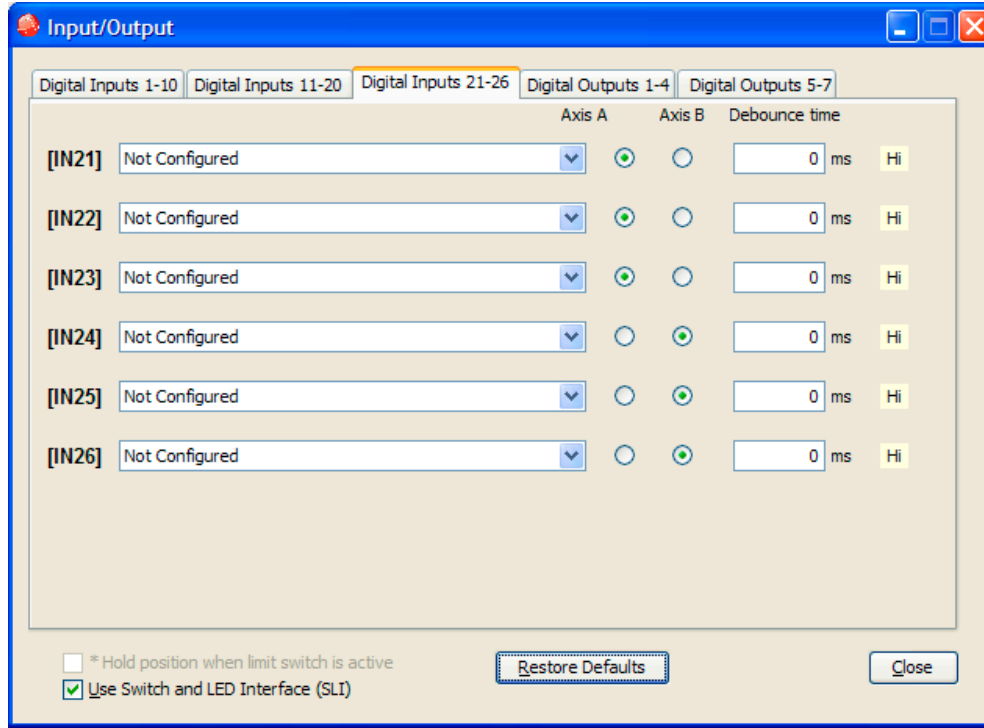 Input/Output
Digital Inputs 1-10 Digital Inputs 11-20 Digital Inputs 21-26 Digital Outputs 1-4 Digital Outputs 5-7
Axis A Axis B Debounce time
[IN21] Not Configured 0 ms Hi
[IN22] Not Configured 0 ms Hi
[IN23] Not Configured 0 ms Hi
[IN24] Not Configured 0 ms Hi
[IN25] Not Configured 0 ms Hi
[IN26] Not Configured 0 ms Hi
* Hold position when limit switch is active
Restore Defaults Close
Use Switch and LED Interface (SLI)